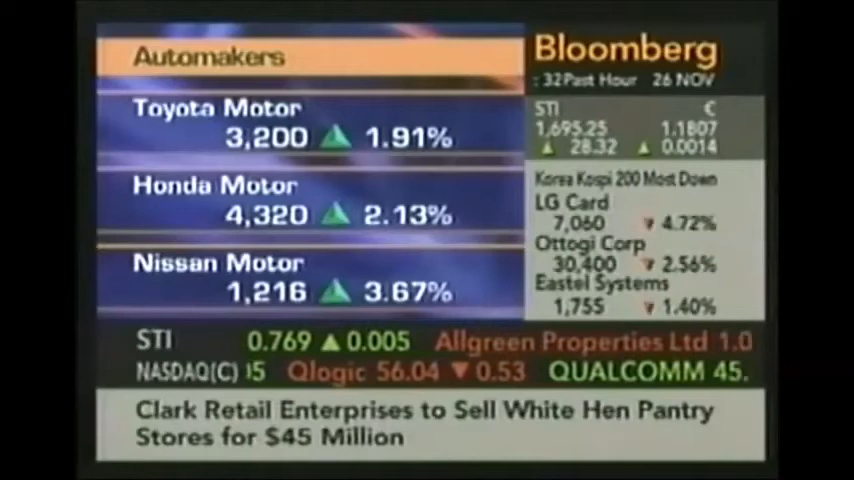 Automakers
Toyota Motor
3,200 ▲ 1.91%
Honda Motor
4,320 ▲ 2.13%
Nissan Motor
1,216 ▲ 3.67%
Bloomberg
: 32Past Hour 26 NOV
STI €
1,695.25 1.1807
▲ 28.32 ▲ 0.0014
Korea Kospi 200 Most Down
LG Card
7,060 ▼ 4.72%
Ottogi Corp
30,400 ▼ 2.56%
Eastel Systems
1,755 ▼ 1.40%
STI 0.769 ▲ 0.005 Allgreen Properties Ltd 1.0
NASDAQ(C) 5 Qlogic 56.04 ▼ 0.53 QUALCOMM 45.
Clark Retail Enterprises to Sell White Hen Pantry
Stores for $45 Million